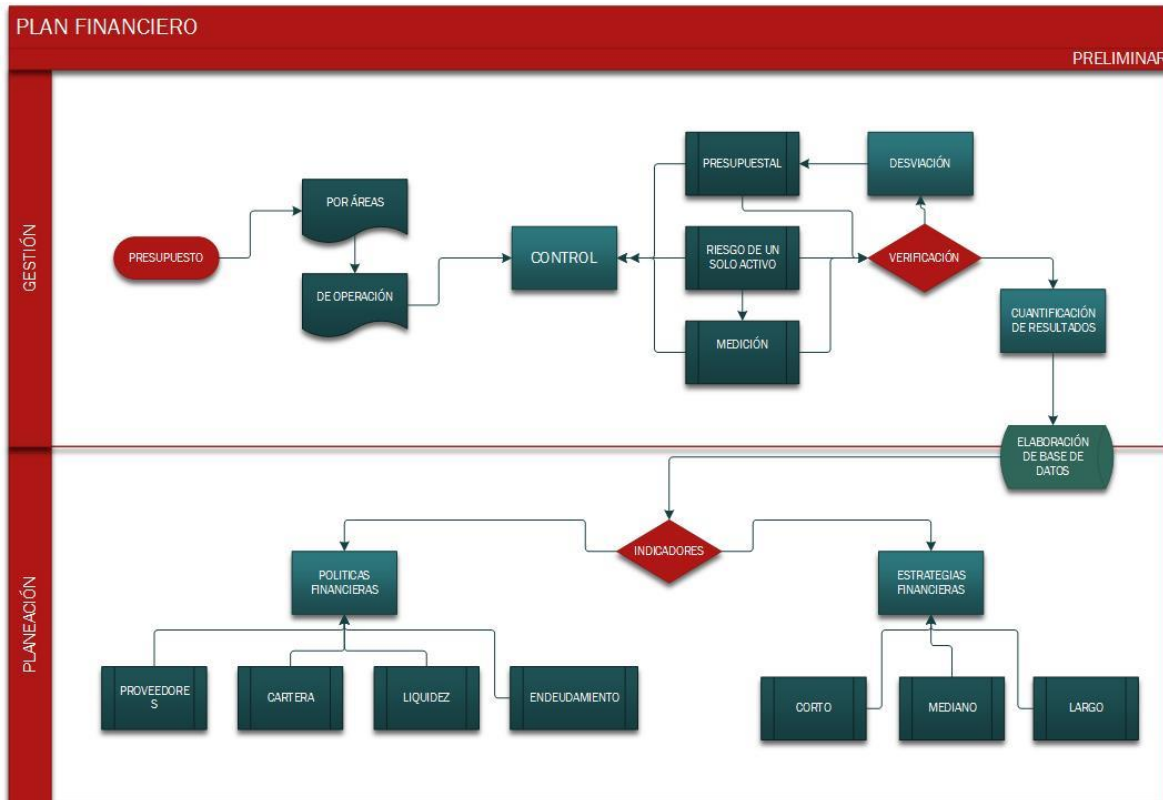 PLAN FINANCIERO
PRELIMINAR
GESTIÓN
PRESUPUESTO
POR ÁREAS
DE OPERACIÓN
CONTROL
PRESUPUESTAL
RIESGO DE UN
SOLO ACTIVO
MEDICIÓN
DESVIACIÓN
VERIFICACIÓN
CUANTIFICACIÓN
DE RESULTADOS
ELABORACIÓN
DE BASE DE
DATOS
PLANEACIÓN
INDICADORES
POLITICAS
FINANCIERAS
ESTRATEGIAS
FINANCIERAS
PROVEEDORE
S
CARTERA
LIQUIDEZ
ENDEUDAMIENTO
CORTO
MEDIANO
LARGO